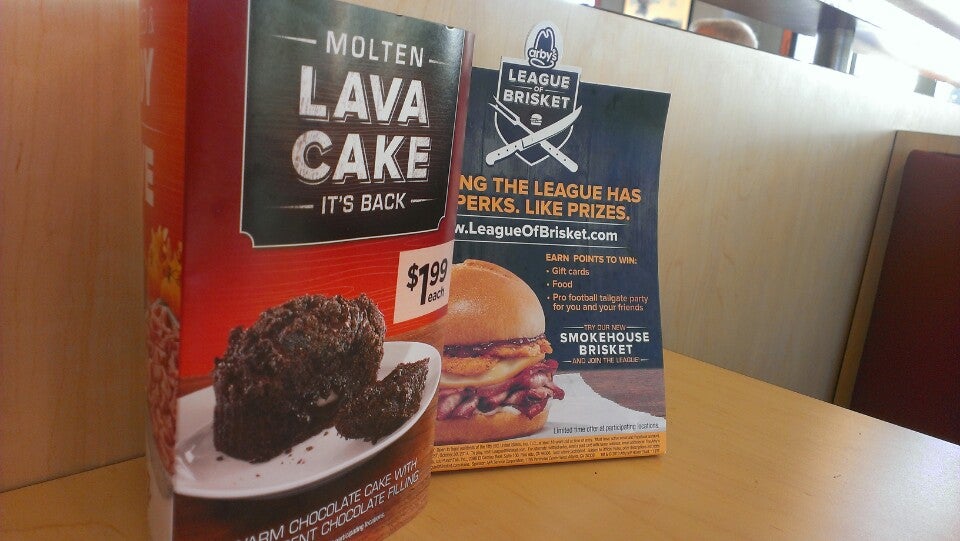 MOLTEN
LAVA
CAKE
IT'S BACK
$1.99
each
ARM CHOCOLATE CAKE WITH
ENT CHOCOLATE FILLING
arby's
LEAGUE
OF
BRISKET
NG THE LEAGUE HAS
PERKS. LIKE PRIZES.
w.LeagueOfBrisket.com
EARN POINTS TO WIN:
• Gift cards
• Food
• Pro football tailgate party
for you and your friends
TRY OUR NEW
SMOKEHOUSE
BRISKET
AND JOIN THE LEAGUE!
Limited time offer at participating locations.